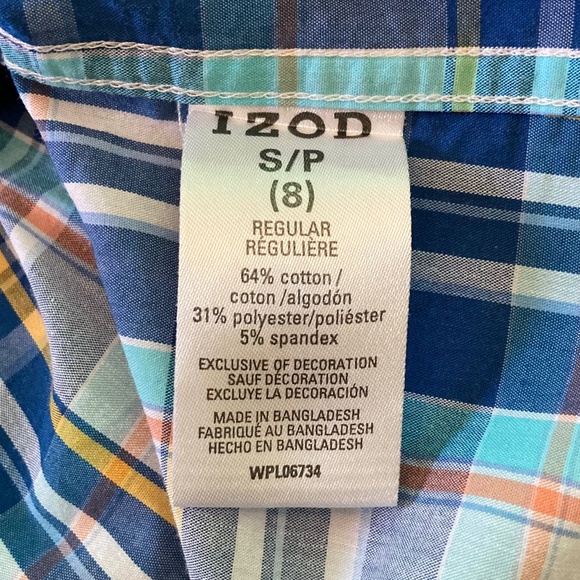 IZOD
S/P
(8)
REGULAR
RÉGULIÈRE
64% cotton/
coton/algodón
31% polyester/poliéster
5% spandex
EXCLUSIVE OF DECORATION
SAUF DÉCORATION
EXCLUYE LA DECORACIÓN
MADE IN BANGLADESH
FABRIQUÉ AU BANGLADESH
HECHO EN BANGLADESH
WPL06734